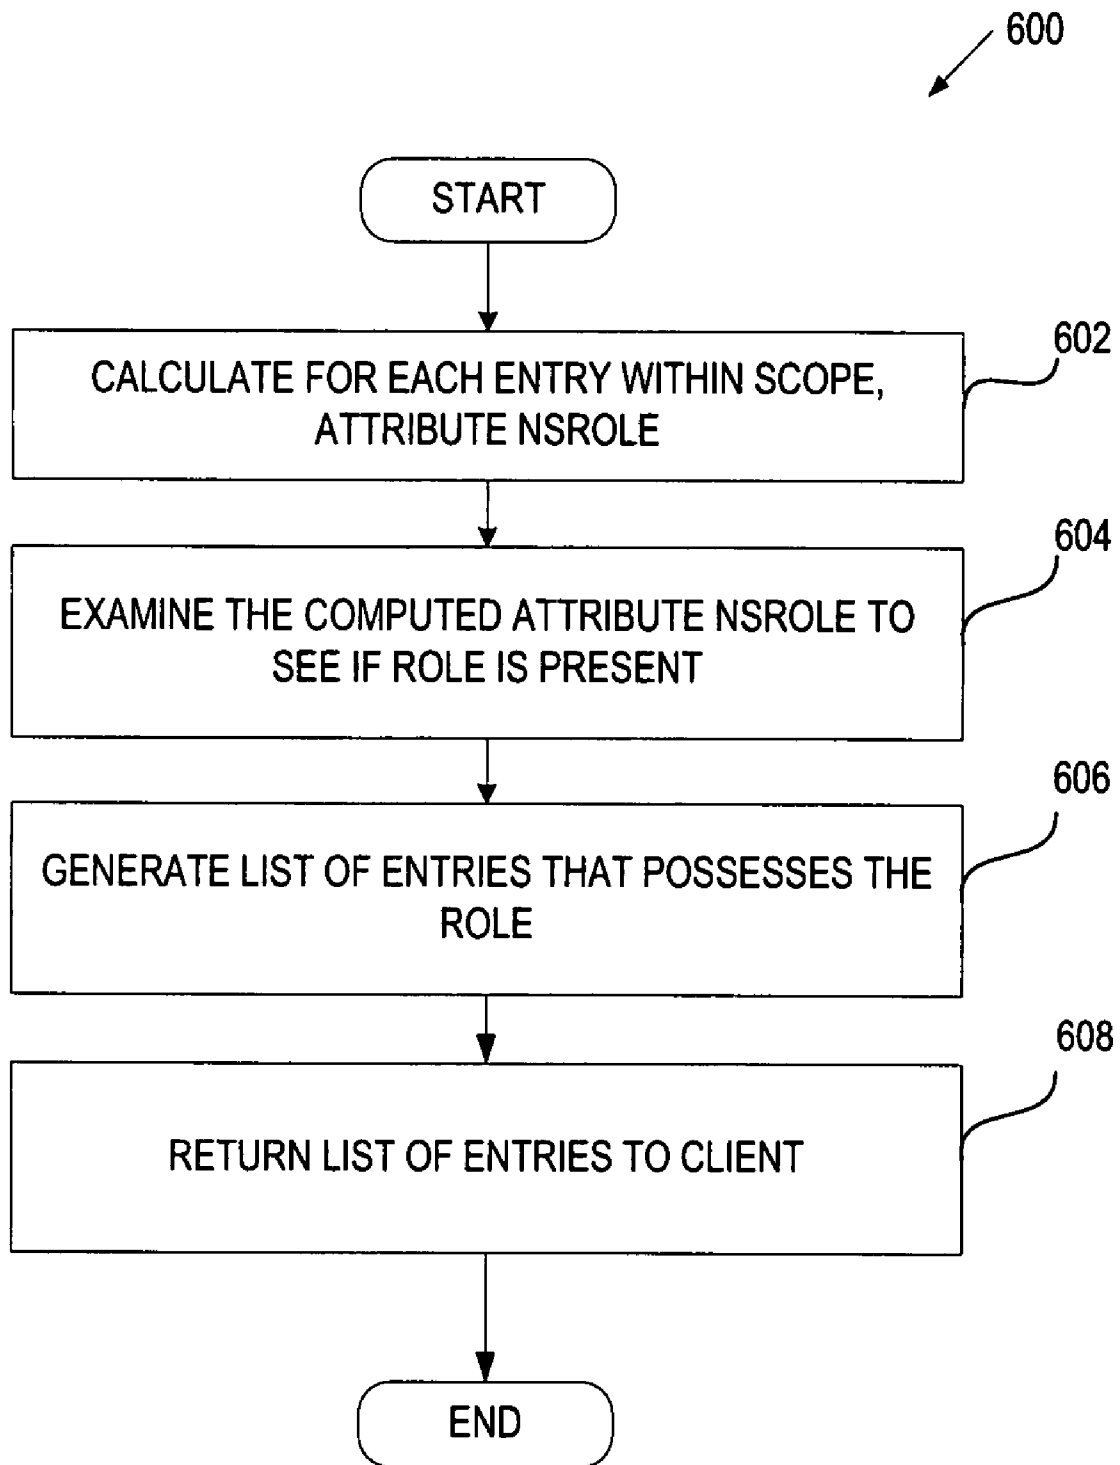 600
START
602
CALCULATE FOR EACH ENTRY WITHIN SCOPE,
ATTRIBUTE NSROLE
604
EXAMINE THE COMPUTED ATTRIBUTE NSROLE TO
SEE IF ROLE IS PRESENT
606
GENERATE LIST OF ENTRIES THAT POSSESSES THE
ROLE
608
RETURN LIST OF ENTRIES TO CLIENT
END